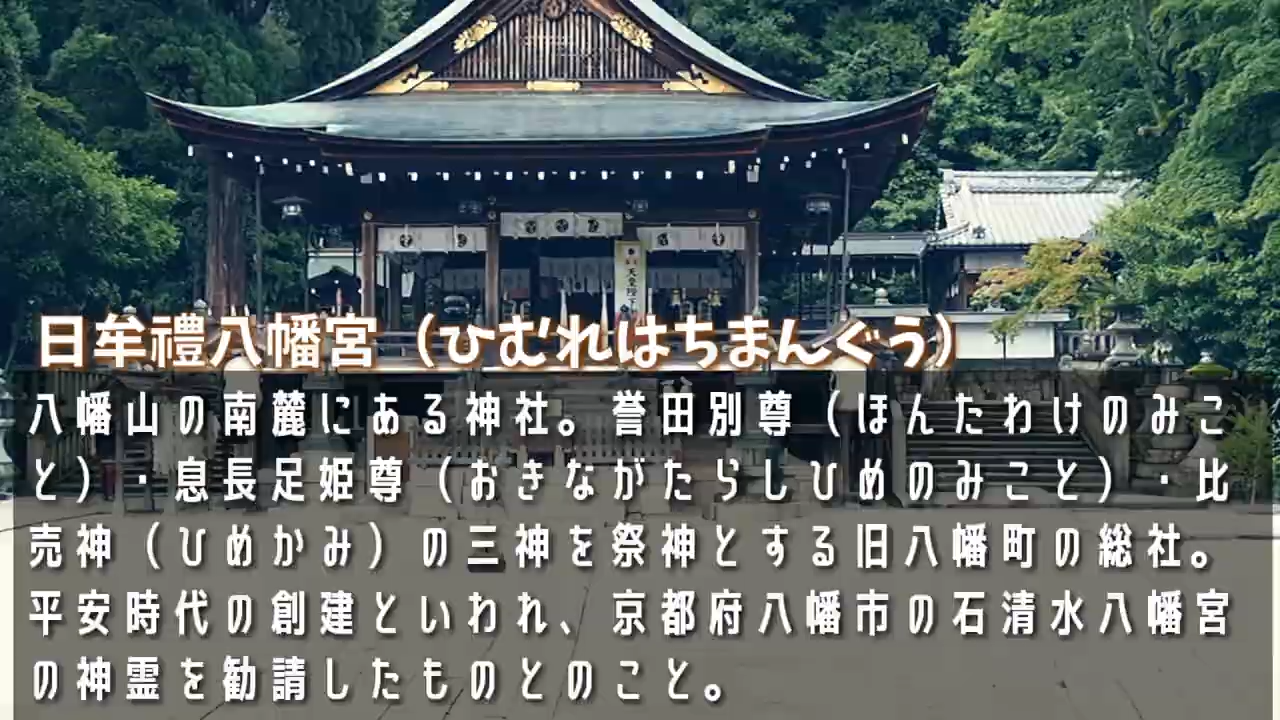 天皇陛下
日牟禮八幡宮（ひむれはちまんぐう）
八幡山の南麓にある神社。誉田別尊（ほんたわけのみこ
と）・息長足姫尊（おきながたらしひめのみこと）・比
売神（ひめかみ）の三神を祭神とする旧八幡町の総社。
平安時代の創建といわれ、京都府八幡市の石清水八幡宮
の神霊を勧請したものとのこと。